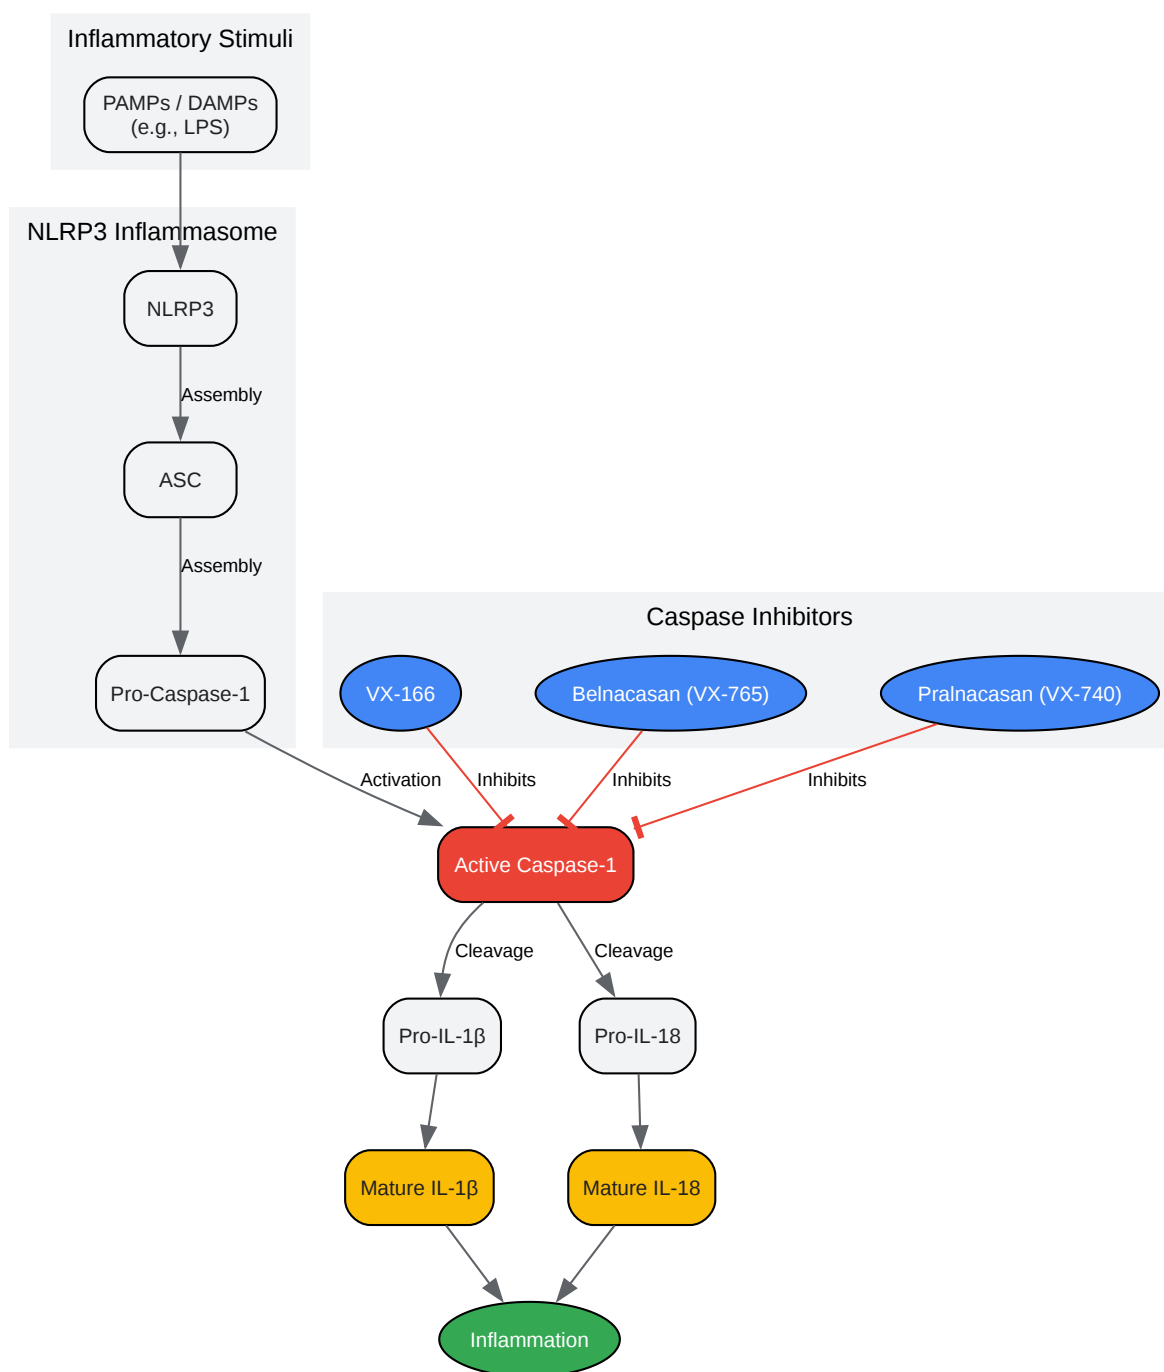 Inflammatory Stimuli
PAMPs / DAMPs
(e.g., LPS)
NLRP3 Inflammasome
NLRP3
Assembly
ASC
Assembly
Pro-Caspase-1
Caspase Inhibitors
VX-166
Belnacasan (VX-765)
Pralnacasan (VX-740)
Activation
Inhibits
Inhibits
Inhibits
Active Caspase-1
Cleavage
Cleavage
Pro-IL-1β
Pro-IL-18
Mature IL-1β
Mature IL-18
Inflammation